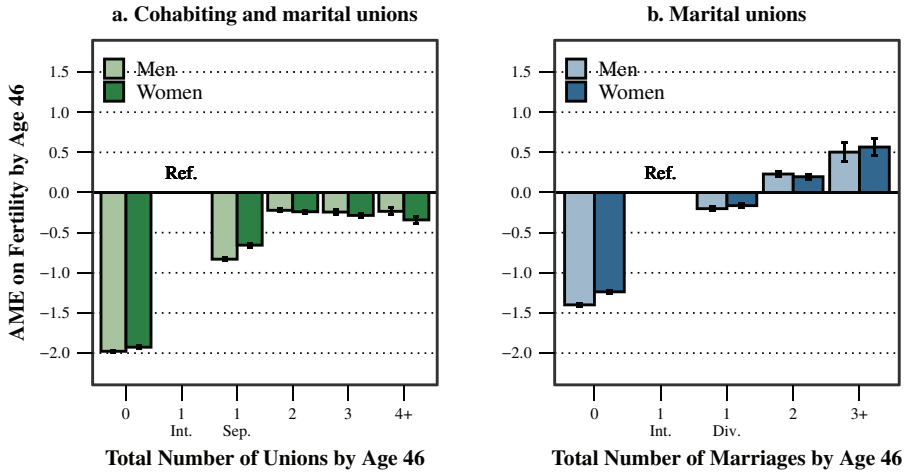 a. Cohabiting and marital unions
AME on Fertility by Age 46
1.5
1.0
0.5
0.0
−0.5
−1.0
−1.5
−2.0
Men
Women
Ref.
0
1
Int.
1
Sep.
2
3
4+
Total Number of Unions by Age 46
b. Marital unions
1.5
1.0
0.5
0.0
−0.5
−1.0
−1.5
−2.0
Men
Women
Ref.
0
1
Int.
1
Div.
2
3+
Total Number of Marriages by Age 46